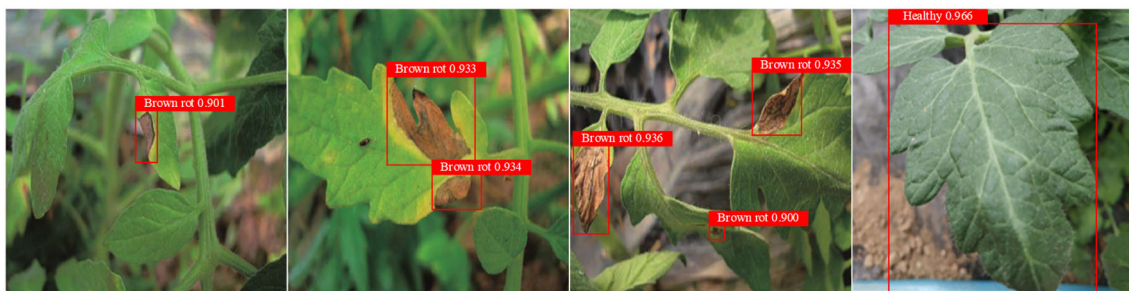 Brown rot 0.901
Brown rot 0.933
Brown rot 0.934
Brown rot 0.935
Brown rot 0.936
Brown rot 0.900
Healthy 0.966